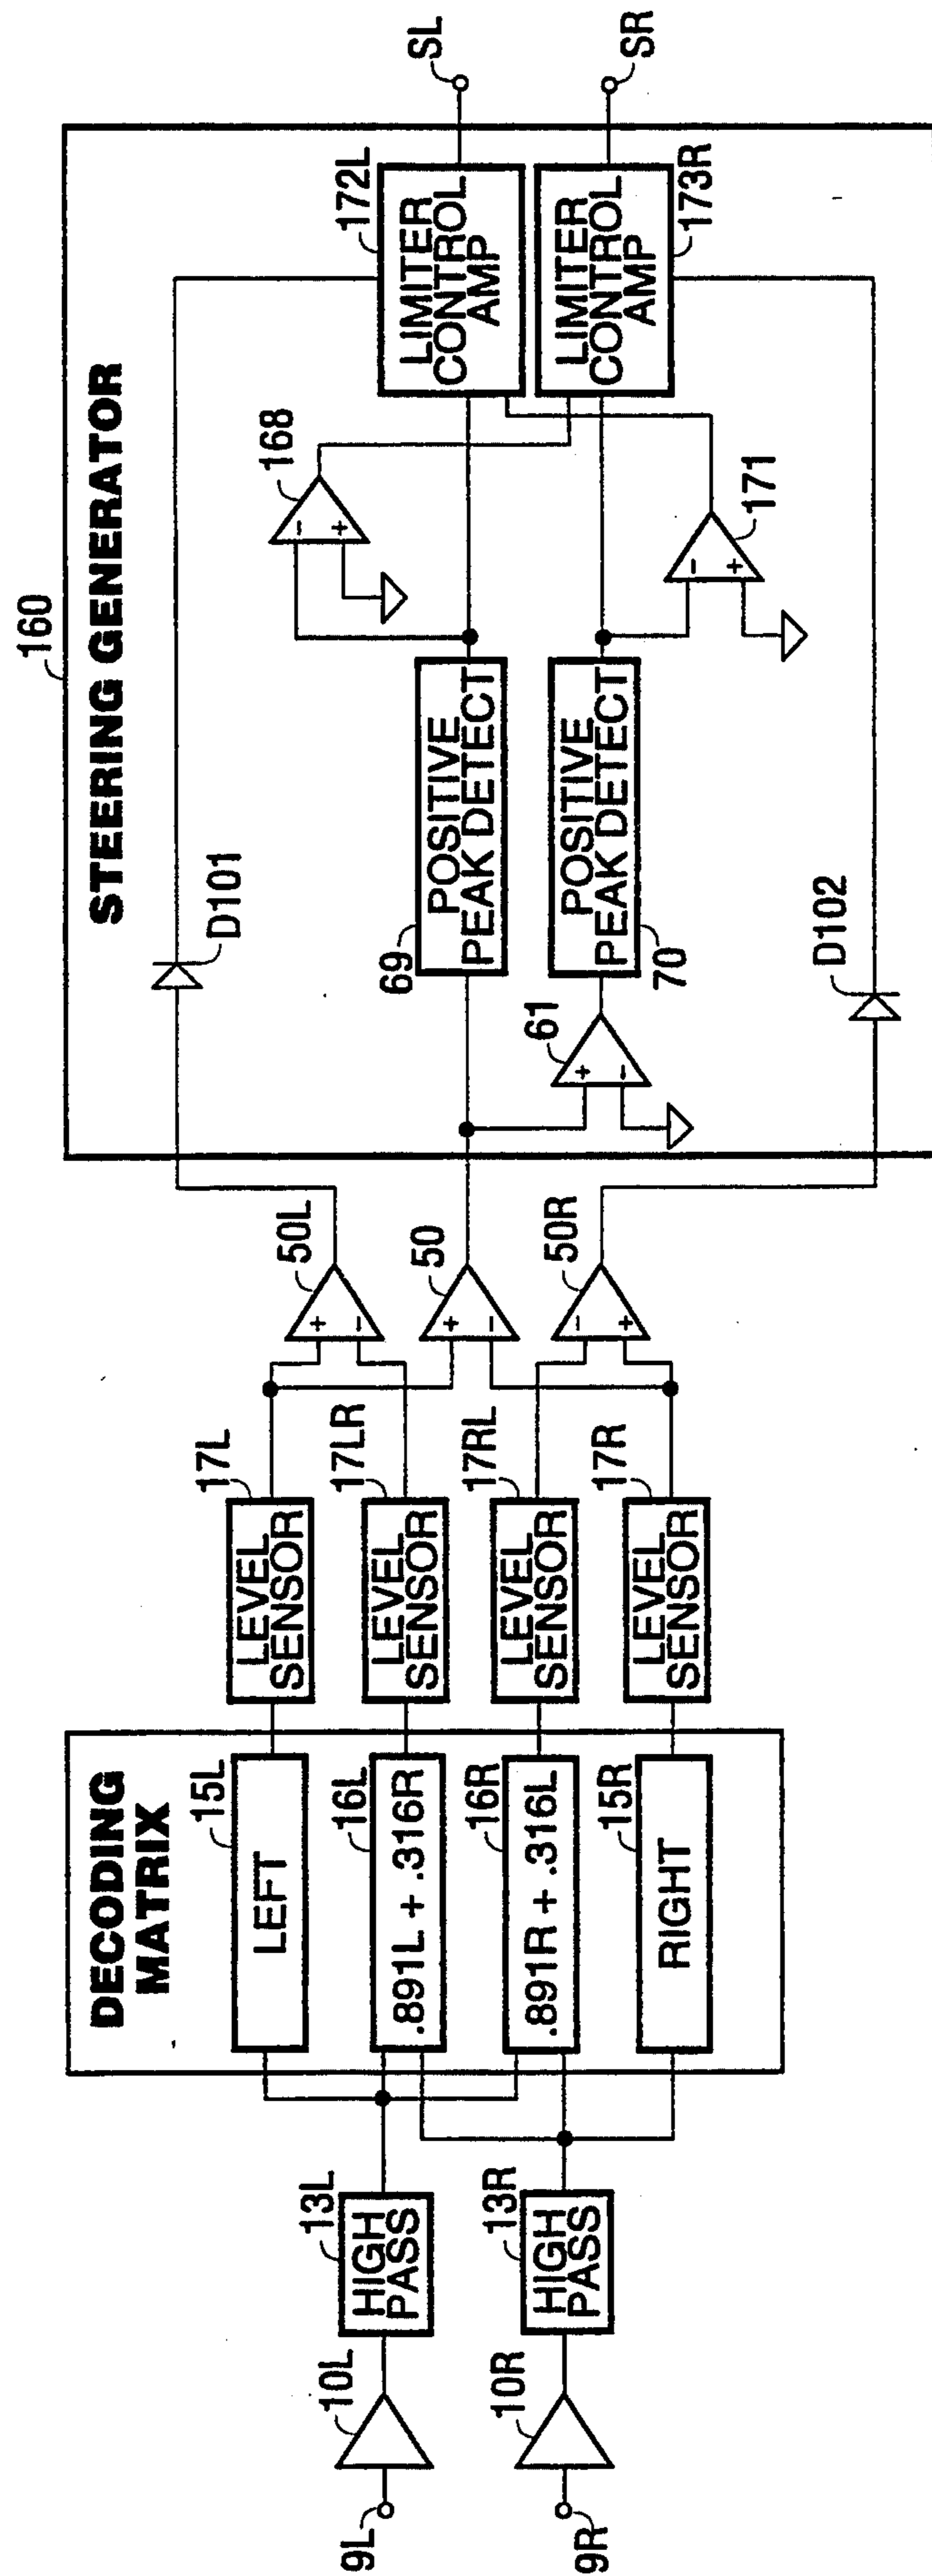 9L
9R
10L
10R
13L
HIGH
PASS
13R
HIGH
PASS
DECODING
MATRIX
15L
LEFT
16L
.891L + .316R
16R
.891R + .316L
15R
RIGHT
17L
LEVEL
SENSOR
17LR
LEVEL
SENSOR
17RL
LEVEL
SENSOR
17R
LEVEL
SENSOR
50L
+
-
50
+
-
50R
-
+
160
STEERING GENERATOR
D101
61
+
-
69
POSITIVE
PEAK DETECT
70
POSITIVE
PEAK DETECT
D102
168
-
+
171
-
+
172L
LIMITER
CONTROL
AMP
LIMITER
CONTROL
AMP
173R
SL
SR